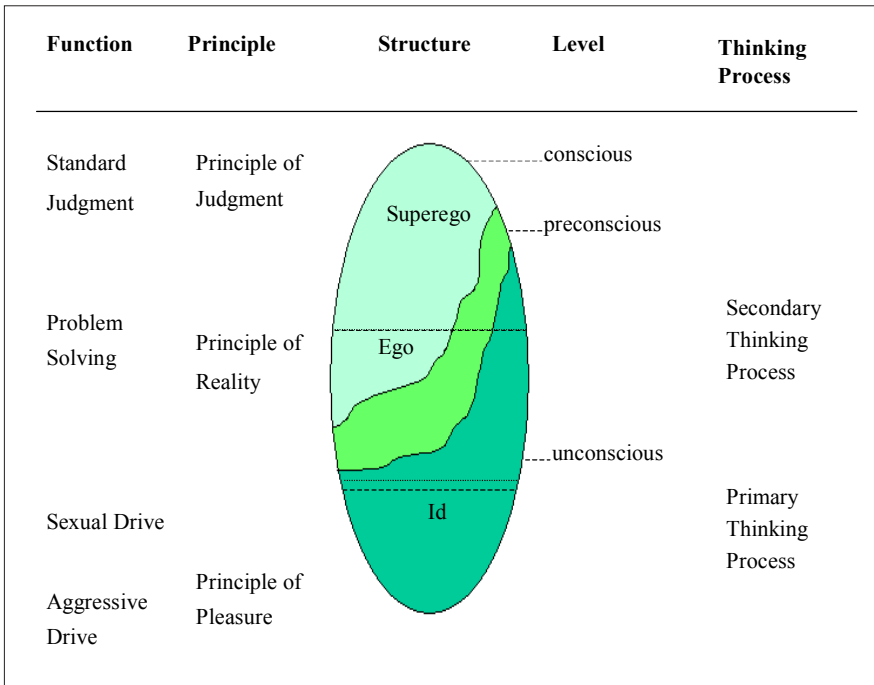 Function Principle Structure Level Thinking Process
Standard Judgment
Principle of Judgment
Superego
conscious
preconscious
Problem Solving
Principle of Reality
Ego
Secondary Thinking Process
unconscious
Sexual Drive
Id
Primary Thinking Process
Aggressive Drive
Principle of Pleasure